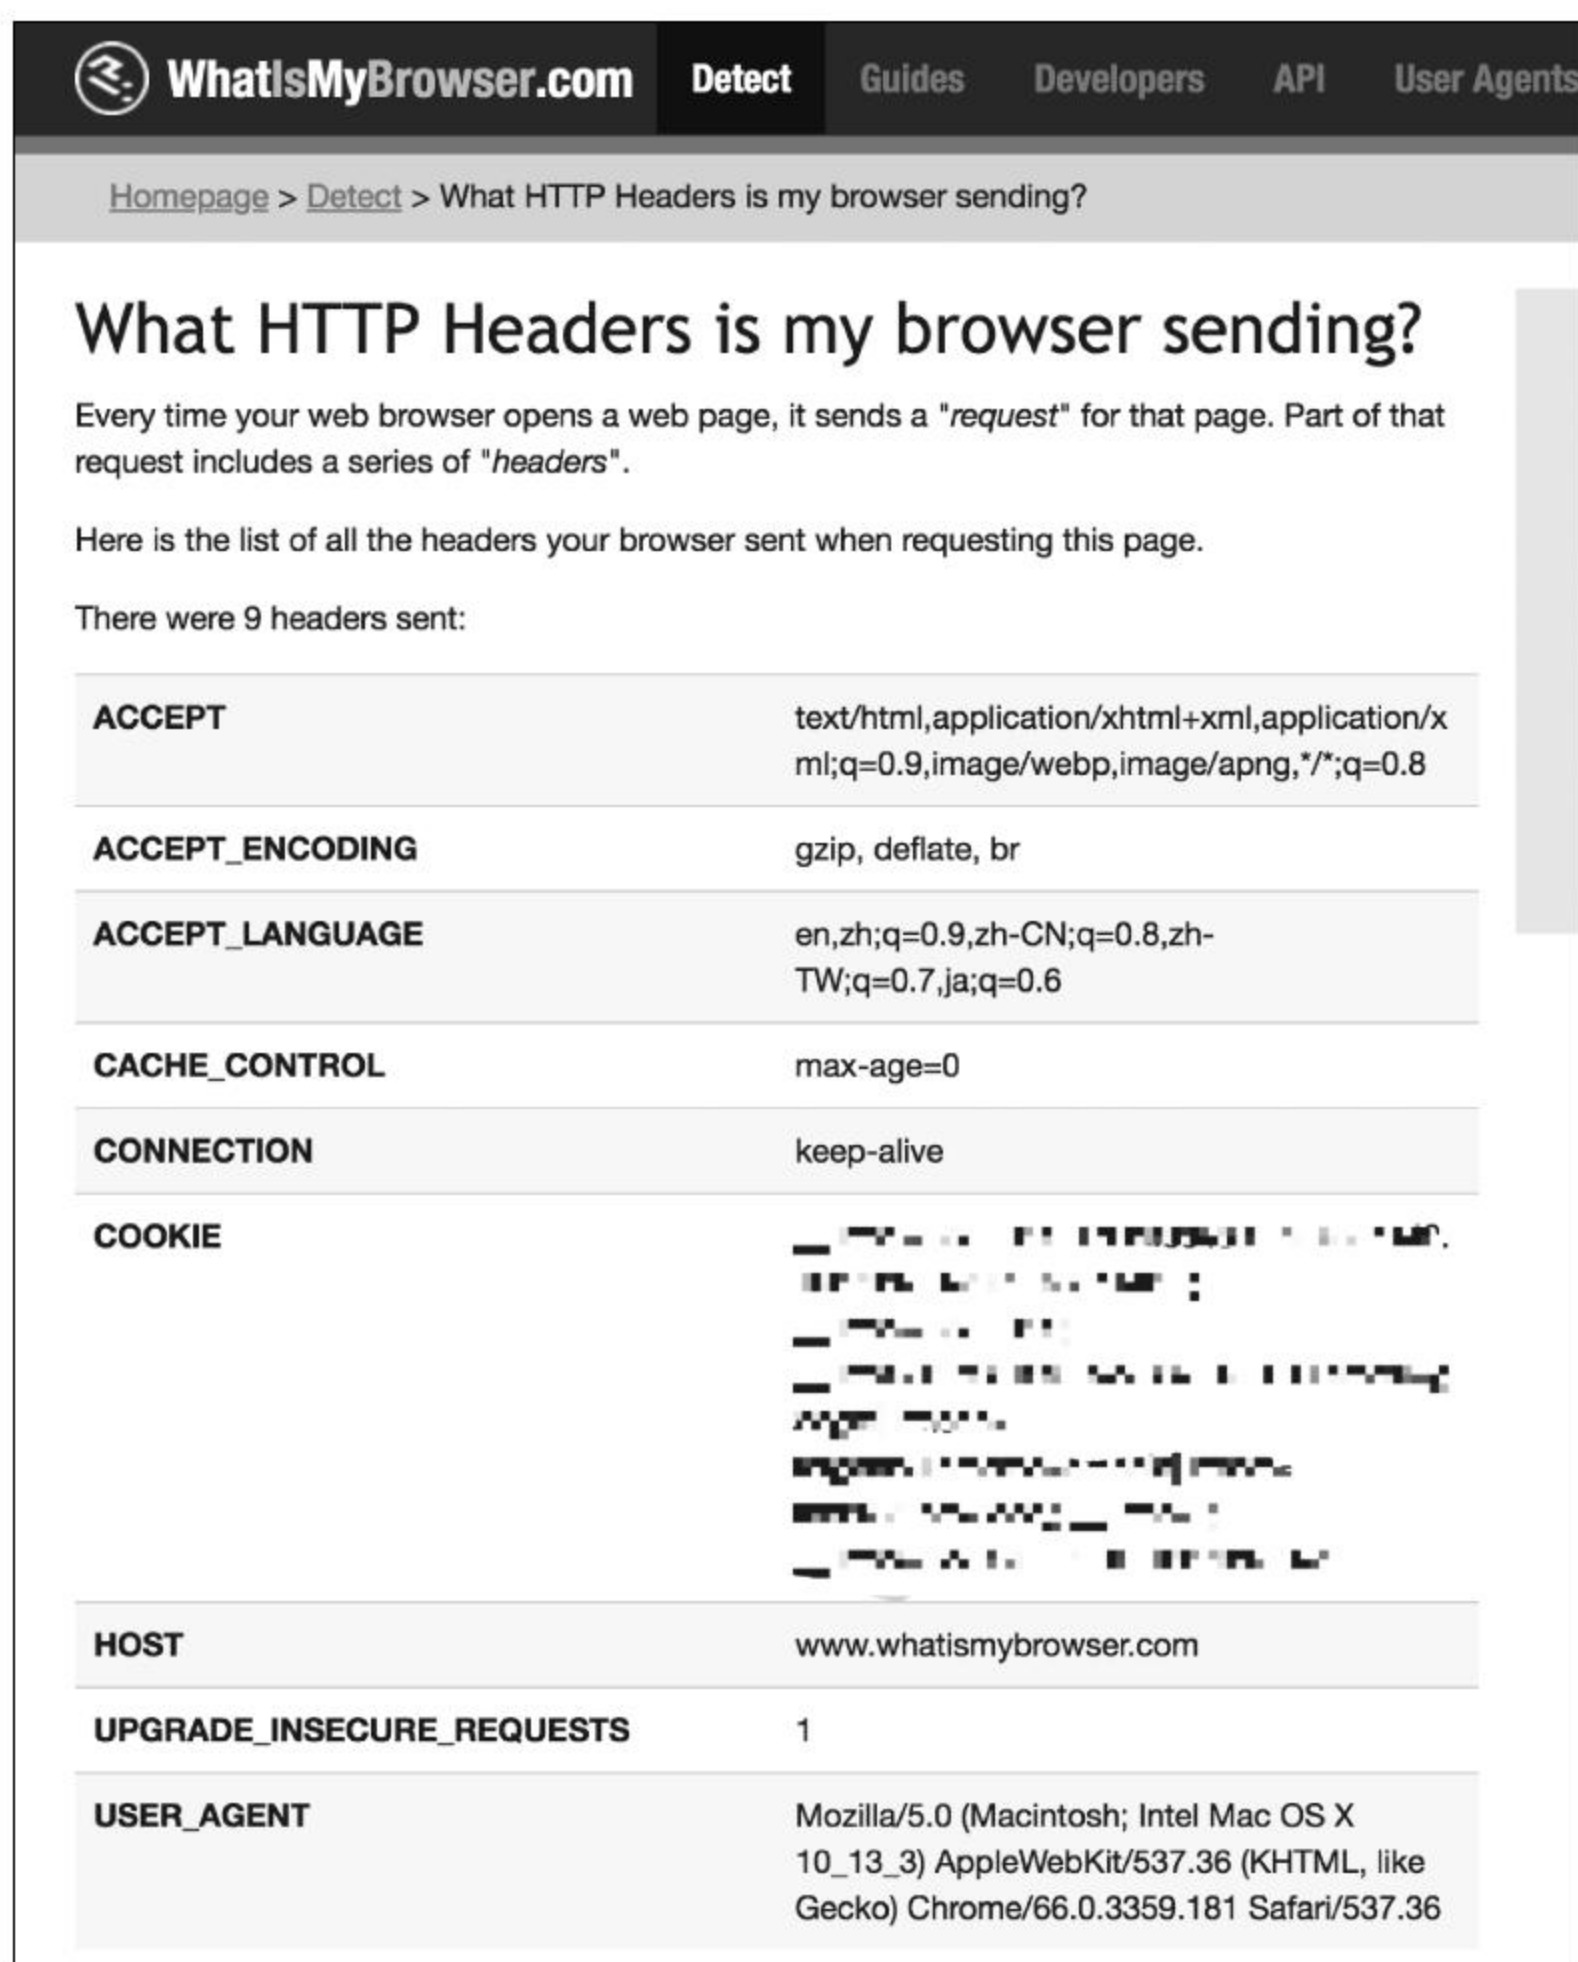 WhatIsMyBrowser.com Detect Guides Developers API User Agents
Homepage > Detect > What HTTP Headers is my browser sending?
What HTTP Headers is my browser sending?
Every time your web browser opens a web page, it sends a "request" for that page. Part of that
request includes a series of "headers".
Here is the list of all the headers your browser sent when requesting this page.
There were 9 headers sent:
ACCEPT text/html,application/xhtml+xml,application/x
ml;q=0.9,image/webp,image/apng,*/*;q=0.8
ACCEPT_ENCODING gzip, deflate, br
ACCEPT_LANGUAGE en,zh;q=0.9,zh-CN;q=0.8,zh-
TW;q=0.7,ja;q=0.6
CACHE_CONTROL max-age=0
CONNECTION keep-alive
COOKIE
HOST www.whatismybrowser.com
UPGRADE_INSECURE_REQUESTS 1
USER_AGENT Mozilla/5.0 (Macintosh; Intel Mac OS X
10_13_3) AppleWebKit/537.36 (KHTML, like
Gecko) Chrome/66.0.3359.181 Safari/537.36